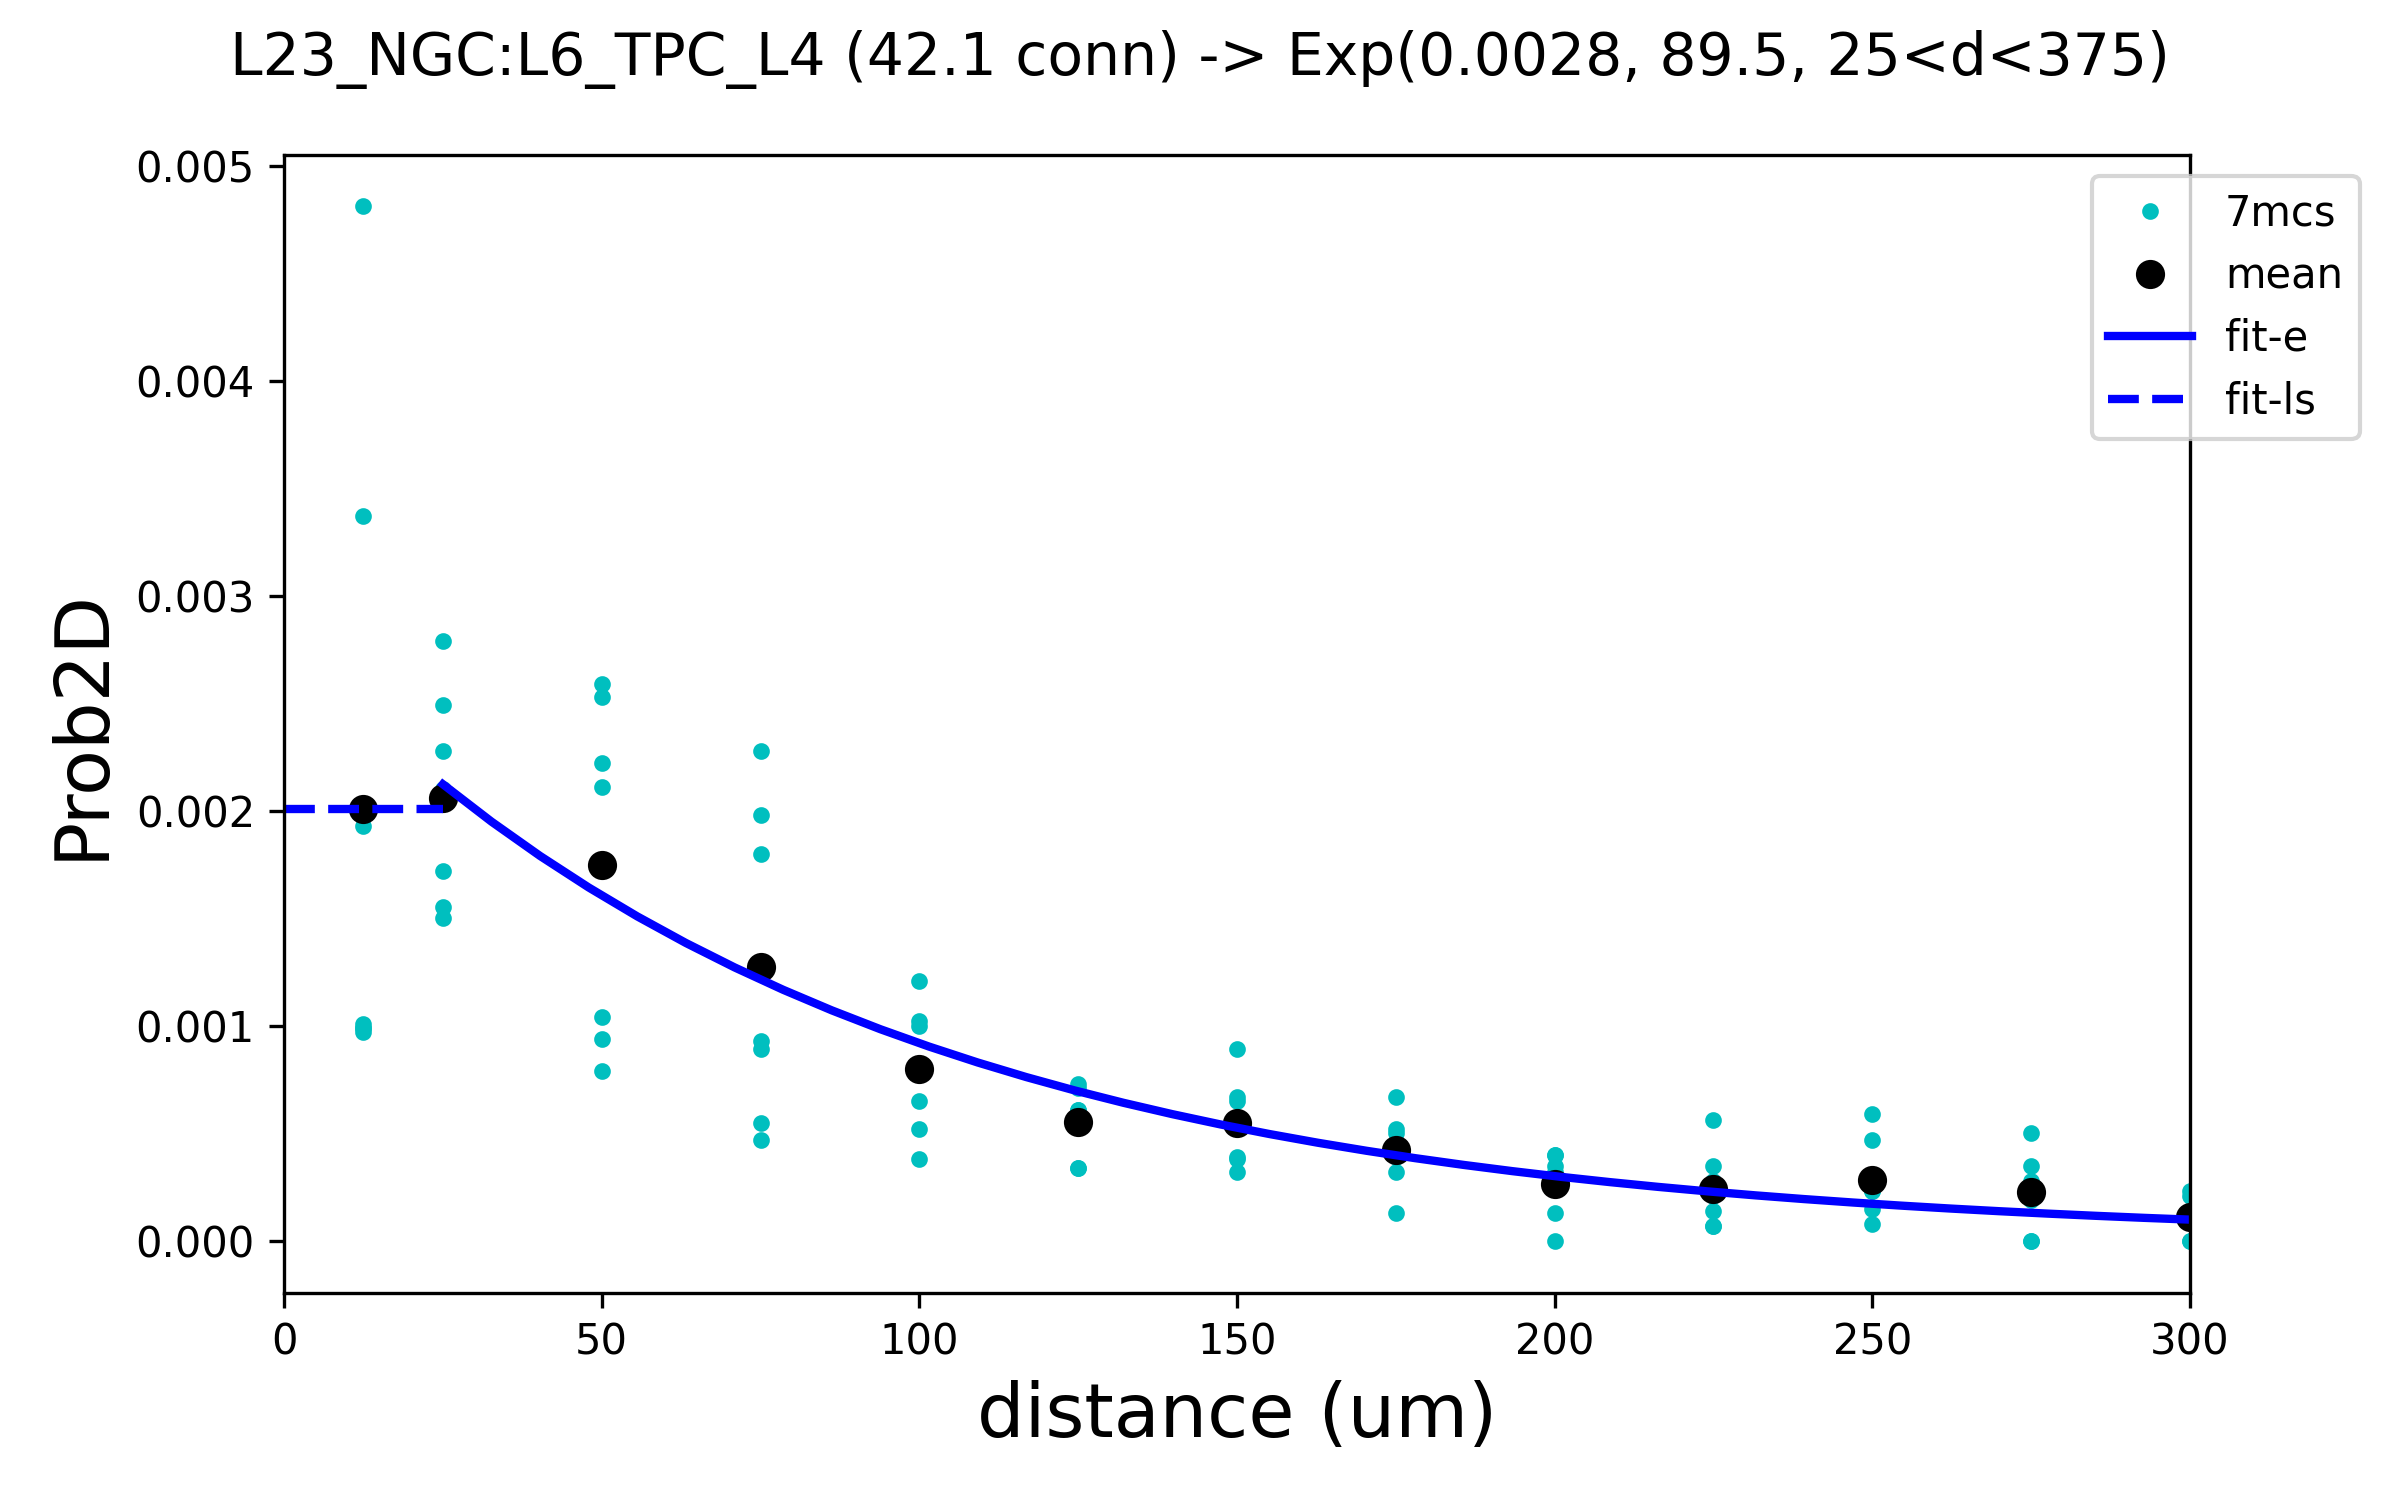 L23_NGC:L6_TPC_L4 (42.1 conn) -> Exp(0.0028, 89.5, 25<d<375)
0.005
0.004
0.003
0.002
0.001
0.000
Prob2D
7mcs
mean
fit-e
fit-ls
0 50 100 150 200 250 300
distance (um)